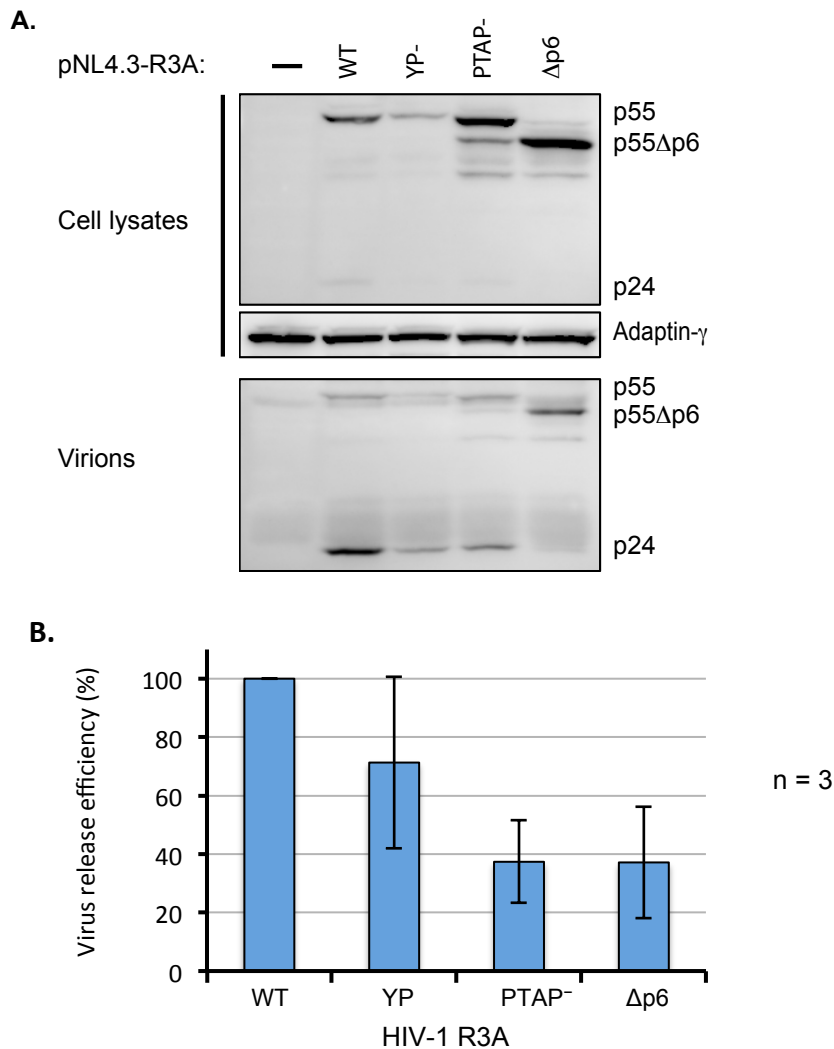 A.
pNL4.3-R3A: — WT YP- PTAP- Δp6
p55
p55Δp6
Cell lysates
p24
Adaptin-γ
p55
p55Δp6
Virions
p24
B.
Virus release efficiency (%)
100
80
60
40
20
0
n = 3
WT YP PTAP⁻ Δp6
HIV-1 R3A